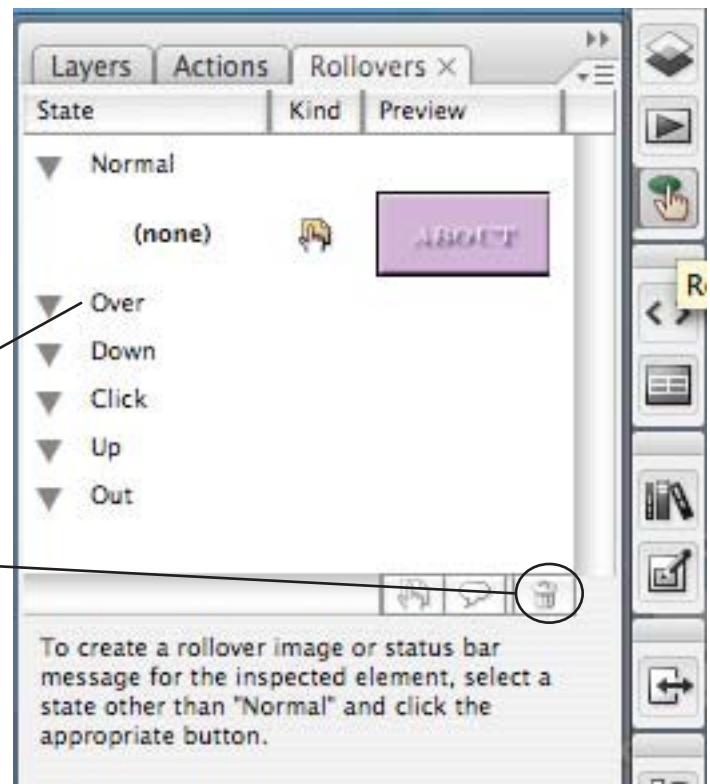 Layers Actions Rollovers ×
State Kind Preview
Normal
(none) ABOUT
Over
R
Down
Click
Up
Out
To create a rollover image or status bar
message for the inspected element, select a
state other than "Normal" and click the
appropriate button.